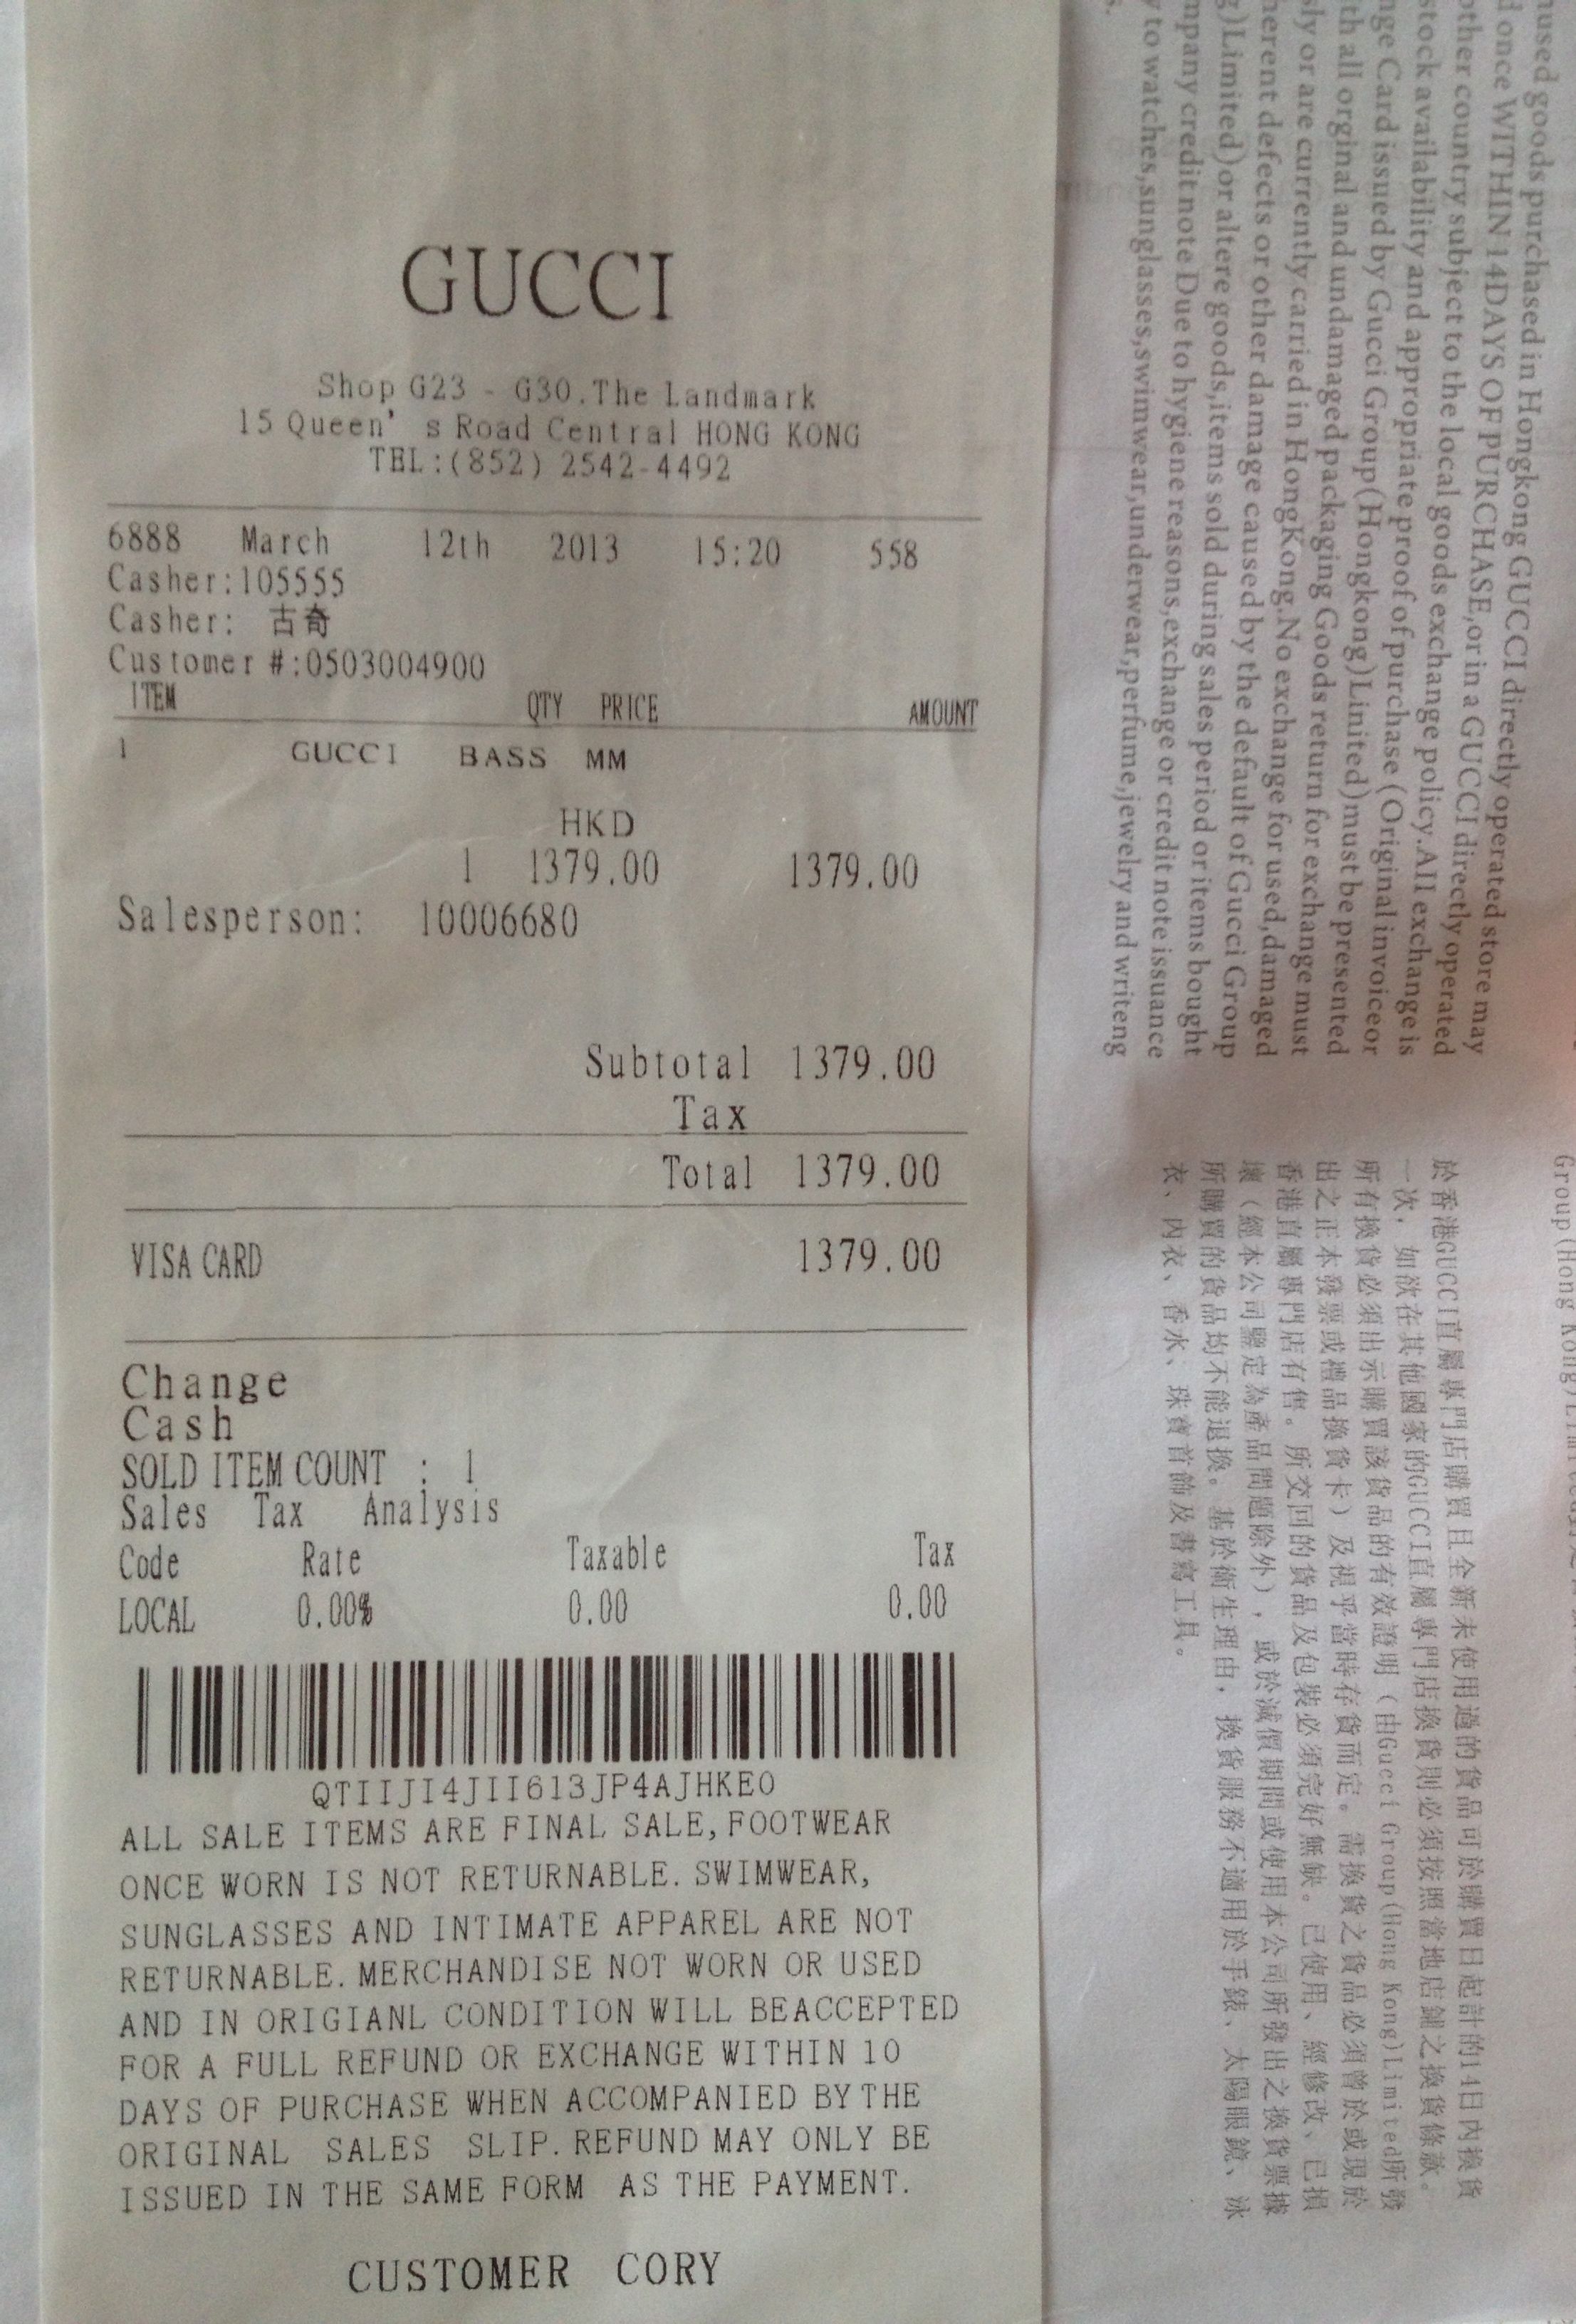 GUCCI
Shop G23 - G30.The Landmark
15 Queen' s Road Central HONG KONG
TEL:(852) 2542-4492
6888 March 12th 2013 15:20 558
Casher:105555
Casher: 古奇
Customer #:0503004900
ITEM QTY PRICE AMOUNT
1 GUCCI BASS MM
HKD
1 1379.00 1379.00
Salesperson: 10006680
Subtotal 1379.00
Tax
Total 1379.00
VISA CARD 1379.00
Change
Cash
SOLD ITEM COUNT : 1
Sales Tax Analysis
Code Rate Taxable Tax
LOCAL 0.00% 0.00 0.00
QTIIJI4JII613JP4AJHKEO
ALL SALE ITEMS ARE FINAL SALE, FOOTWEAR
ONCE WORN IS NOT RETURNABLE. SWIMWEAR,
SUNGLASSES AND INTIMATE APPAREL ARE NOT
RETURNABLE. MERCHANDISE NOT WORN OR USED
AND IN ORIGIANL CONDITION WILL BEACCEPTED
FOR A FULL REFUND OR EXCHANGE WITHIN 10
DAYS OF PURCHASE WHEN ACCOMPANIED BY THE
ORIGINAL SALES SLIP. REFUND MAY ONLY BE
ISSUED IN THE SAME FORM AS THE PAYMENT.
CUSTOMER CORY
nused goods purchased in Hongkong GUCCI directly operated store may
d once WITHIN 14DAYS OF PURCHASE,or in a GUCCI directly operated
other country subject to the local goods exchange policy.AII exchange is
stock availability and appropriate proof of purchase (Original invoiceor
nge Card issued by Gucci Group(Hongkong)Linited)must be presented
ith all orginal and undamaged packaging Goods return for exchange must
sly or are currently carried in HongKong.No exchange for used,damaged
herent defects or other damage caused by the default of Gucci Group
g)Limited)or altere goods,items sold during sales period or items bought
mpany credit note Due to hygiene reasons,exchange or credit note issuance
y to watches,sunglasses,swimwear,underwear,perfume,jewelry and writeng
s.
Group(Hong Kong)Limited
於香港GUCCI直屬專門店購買且全新未使用過的貨品可於購買日起計的14日內換貨
一次，如欲在其他國家的GUCCI直屬專門店換貨則必須按照當地店鋪之換貨條款。
所有換貨必須出示購買該貨品的有效證明（由Gucci Group(Hong Kong)Limited所發
出之正本發票或禮品換貨卡）及視乎當時存貨而定。需換貨之貨品必須曾於或現於
香港直屬專門店有售。所交回的貨品及包裝必須完好無缺。已使用、經修改、已損
壞（經本公司鑒定為產品問題除外），或於減價期間或使用本公司所發出之換貨票據
所購買的貨品均不能退換。基於衛生理由，換貨服務不適用於手錶、太陽眼鏡、泳
衣、內衣、香水、珠寶首飾及書寫工具。